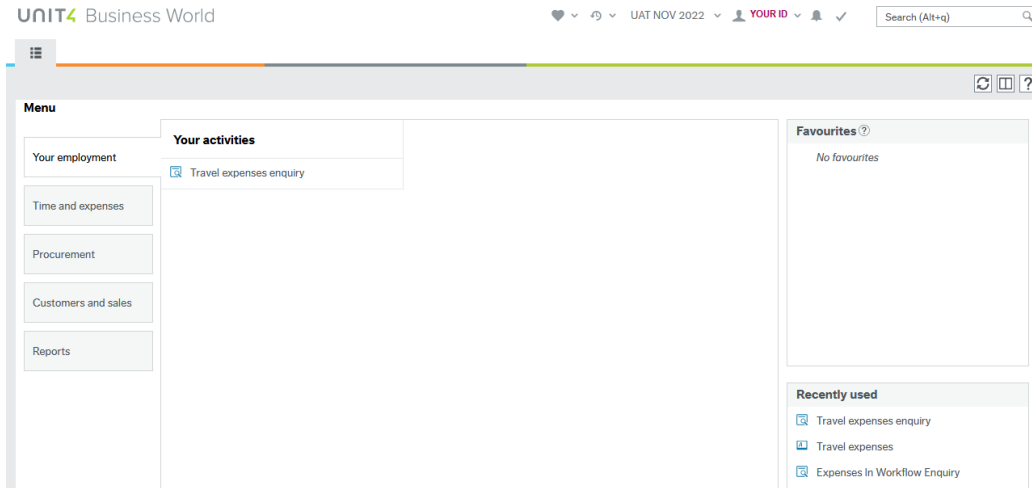 UNIT4 Business World
UAT NOV 2022
YOUR ID
Search (Alt+q)
?
Menu
Your employment
Time and expenses
Procurement
Customers and sales
Reports
Your activities
Travel expenses enquiry
Favourites ?
No favourites
Recently used
Travel expenses enquiry
Travel expenses
Expenses In Workflow Enquiry